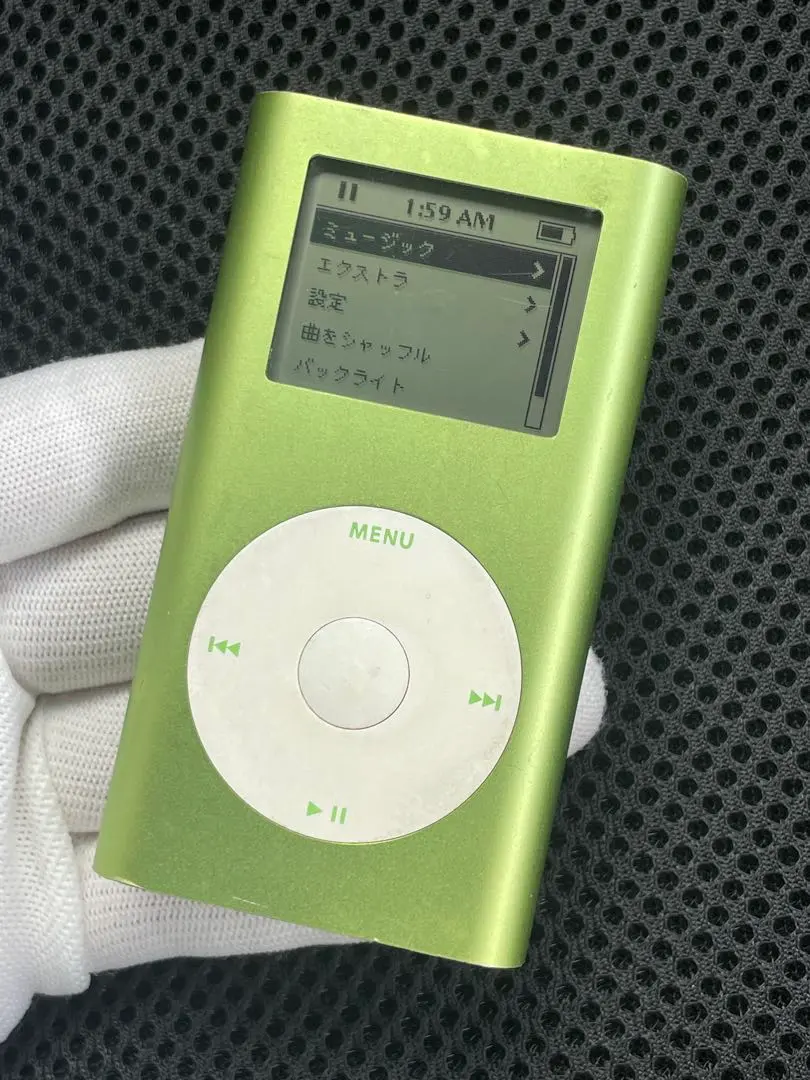 1:59 AM
ミュージック
エクストラ
設定
曲をシャッフル
バックライト
MENU